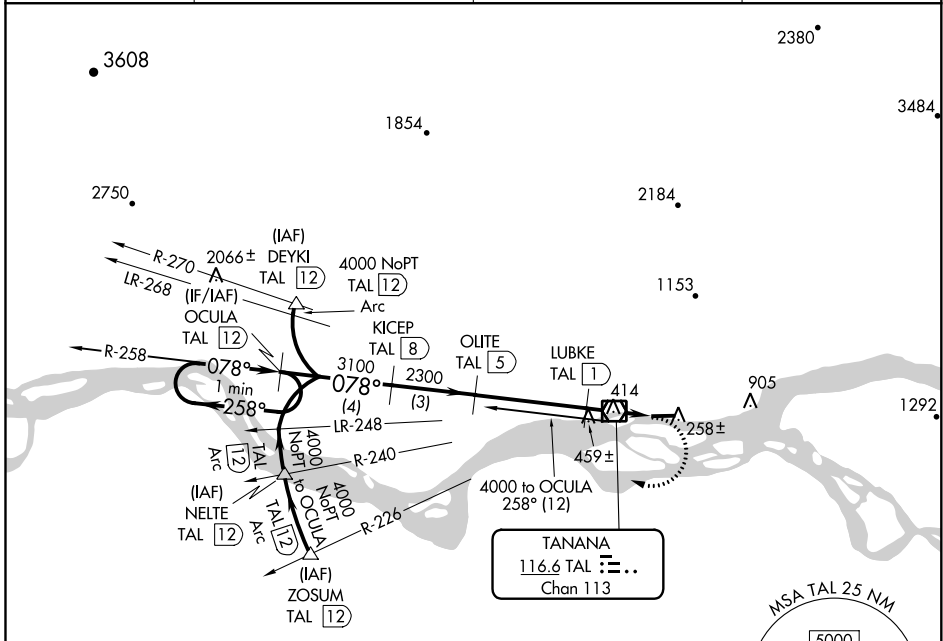 2380
3608
3484
1854
2750
2184
(IAF)
DEYKI
TAL 12
R-270
2066±
LR-268
4000 NoPT
TAL 12
Arc
1153
(IF/IAF)
OCULA
TAL 12
KICEP
TAL 8
OLITE
TAL 5
LUBKE
TAL 1
R-258
078°
1 min
258°
3100
078°
(4)
2300
(3)
414
905
258±
1292
459±
LR-248
4000
NoPT
to OCULA
TAL 12
Arc
R-240
4000 to OCULA
258° (12)
(IAF)
NELTE
TAL 12
4000
NoPT
TAL 12
Arc
R-226
(IAF)
ZOSUM
TAL 12
TANANA
116.6 TAL
Chan 113
MSA TAL 25 NM
5000